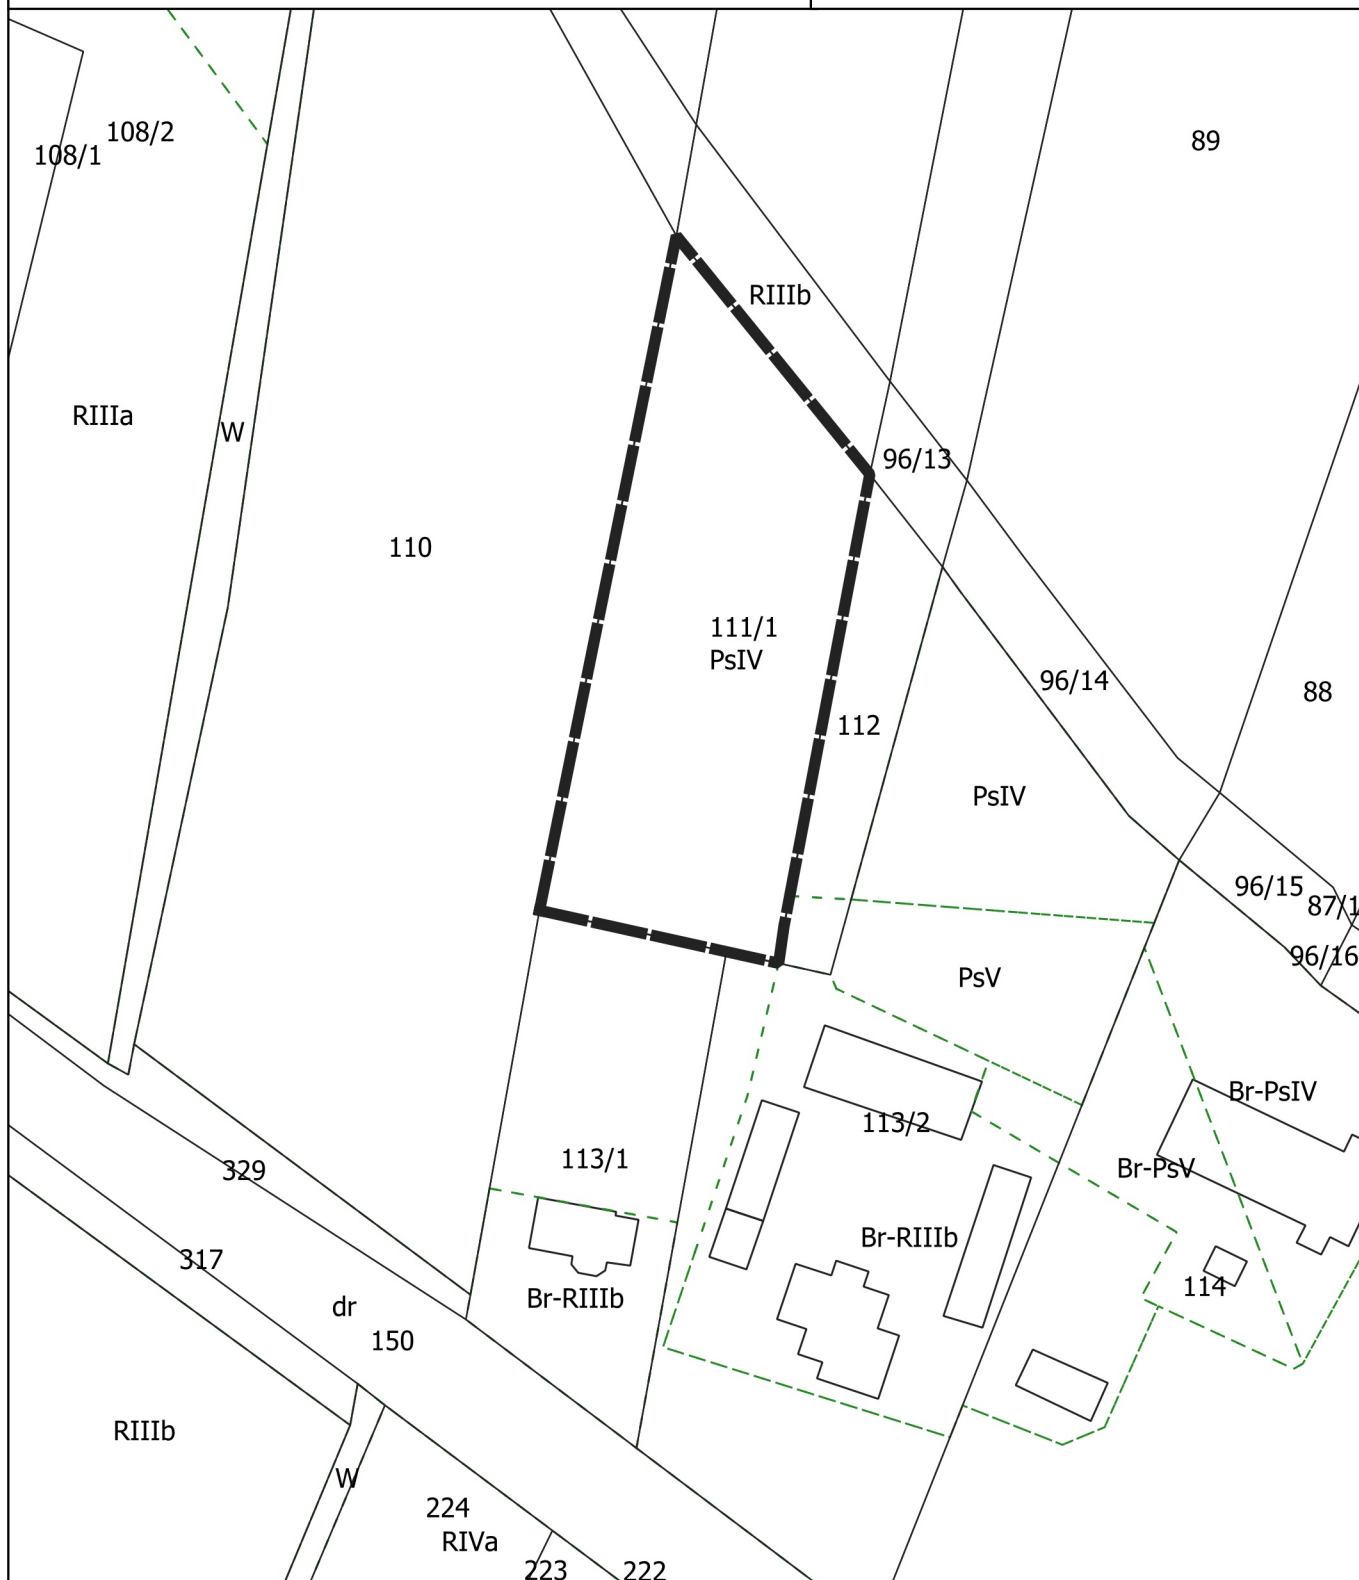 108/2
89
108/1
RIIIb
RIIIa
W
96/13
110
111/1
PsIV
96/14
88
112
PsIV
96/15
87/1
96/16
PsV
Br-PsIV
113/2
113/1
Br-PsV
329
Br-RIIIb
317
114
Br-RIIIb
dr
150
RIIIb
W
224
RIVa
223
222